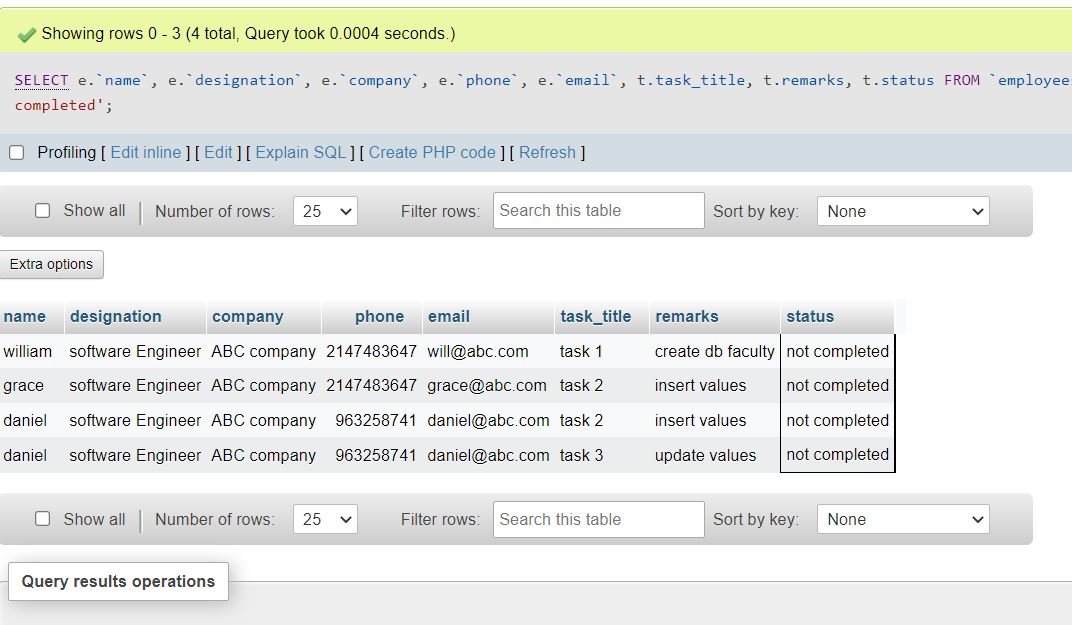 Showing rows 0 - 3 (4 total, Query took 0.0004 seconds.)
SELECT e.`name`, e.`designation`, e.`company`, e.`phone`, e.`email`, t.task_title, t.remarks, t.status FROM `employees
completed';
Profiling [ Edit inline ] [ Edit ] [ Explain SQL ] [ Create PHP code ] [ Refresh ]
Show all Number of rows: 25 Filter rows: Search this table Sort by key: None
Extra options
name designation company phone email task_title remarks status
william software Engineer ABC company 2147483647 will@abc.com task 1 create db faculty not completed
grace software Engineer ABC company 2147483647 grace@abc.com task 2 insert values not completed
daniel software Engineer ABC company 963258741 daniel@abc.com task 2 insert values not completed
daniel software Engineer ABC company 963258741 daniel@abc.com task 3 update values not completed
Show all Number of rows: 25 Filter rows: Search this table Sort by key: None
Query results operations